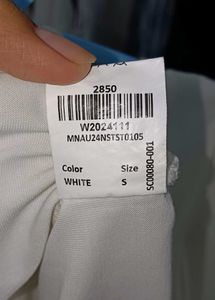 2850
W2024111
MNAU24NSTST0105
Color Size
WHITE S
SC00080-001